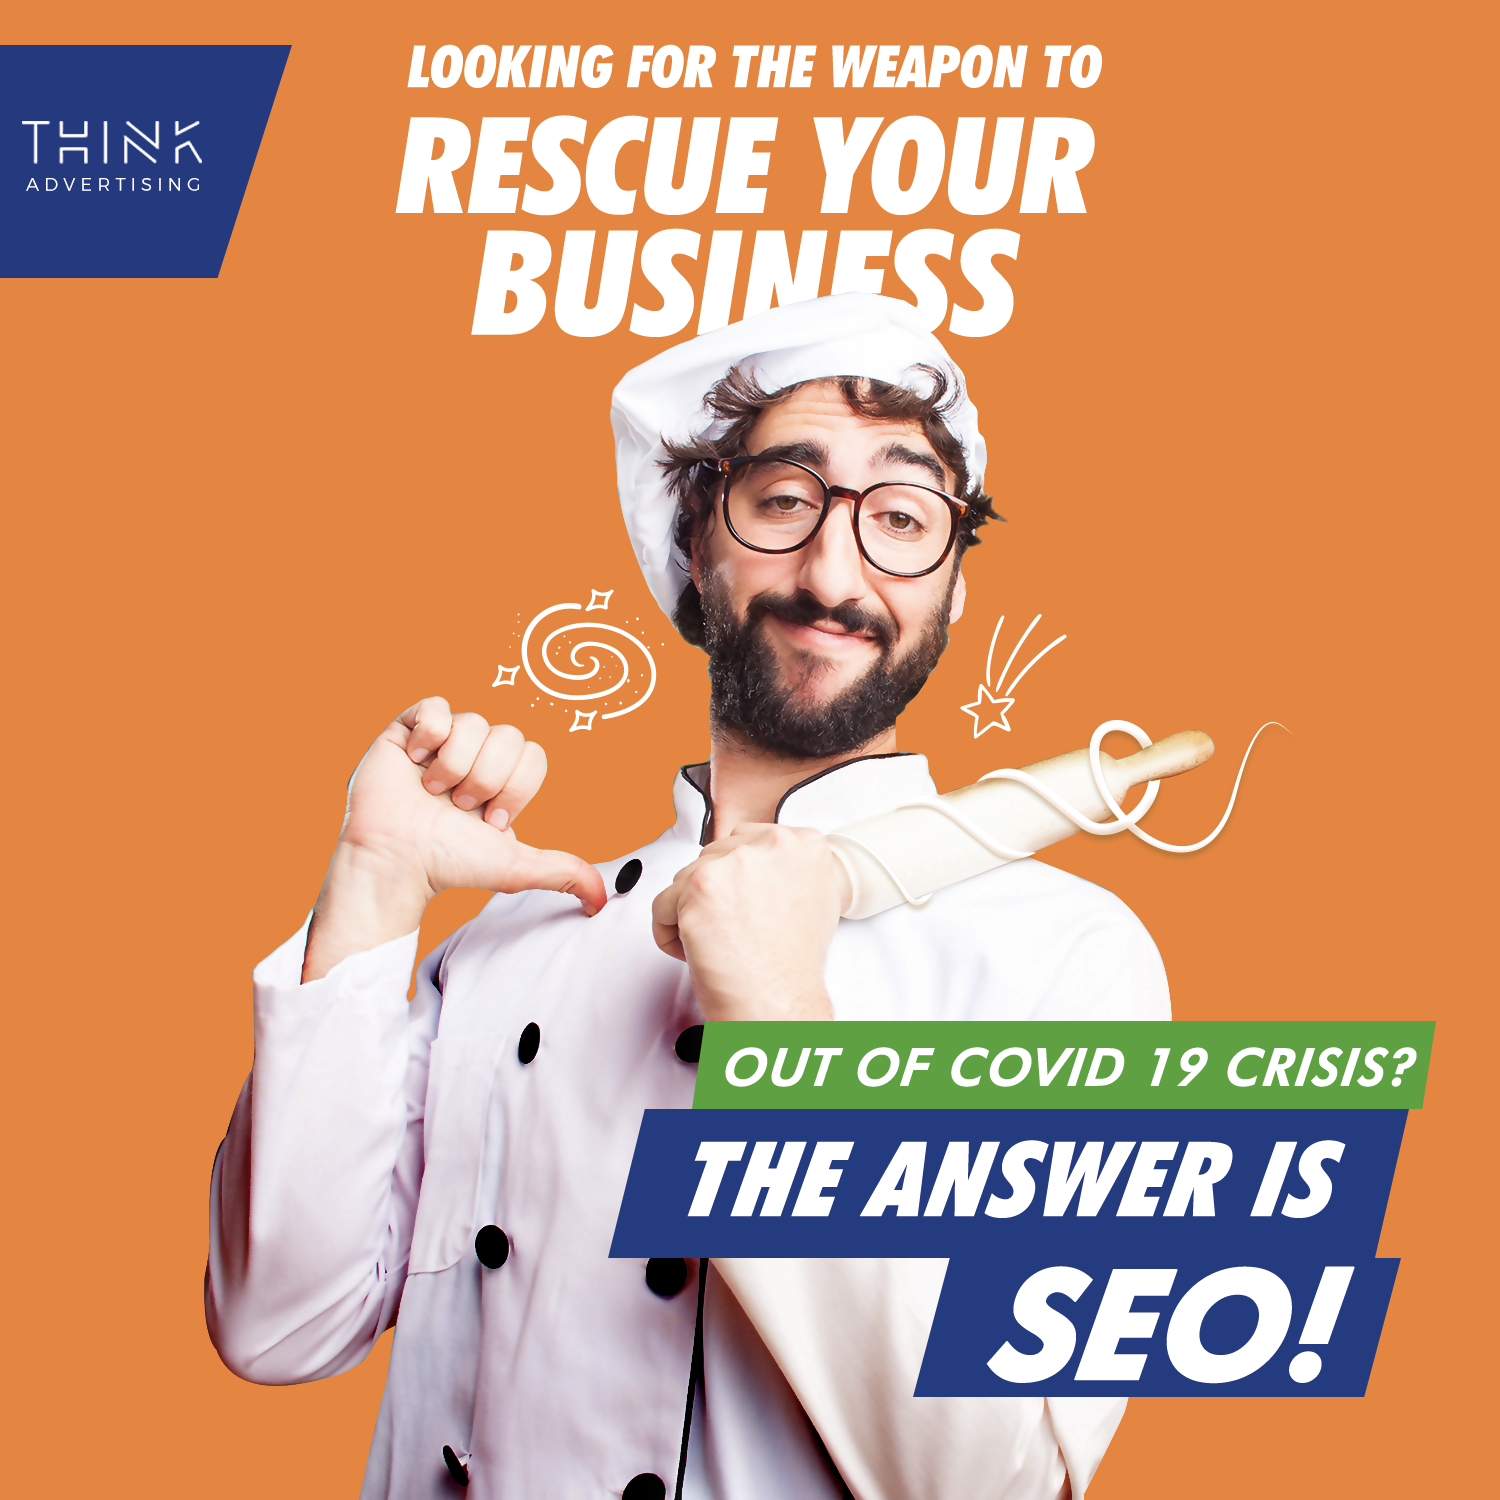 THINK
ADVERTISING
LOOKING FOR THE WEAPON TO
RESCUE YOUR
BUSINESS
OUT OF COVID 19 CRISIS?
THE ANSWER IS
SEO!